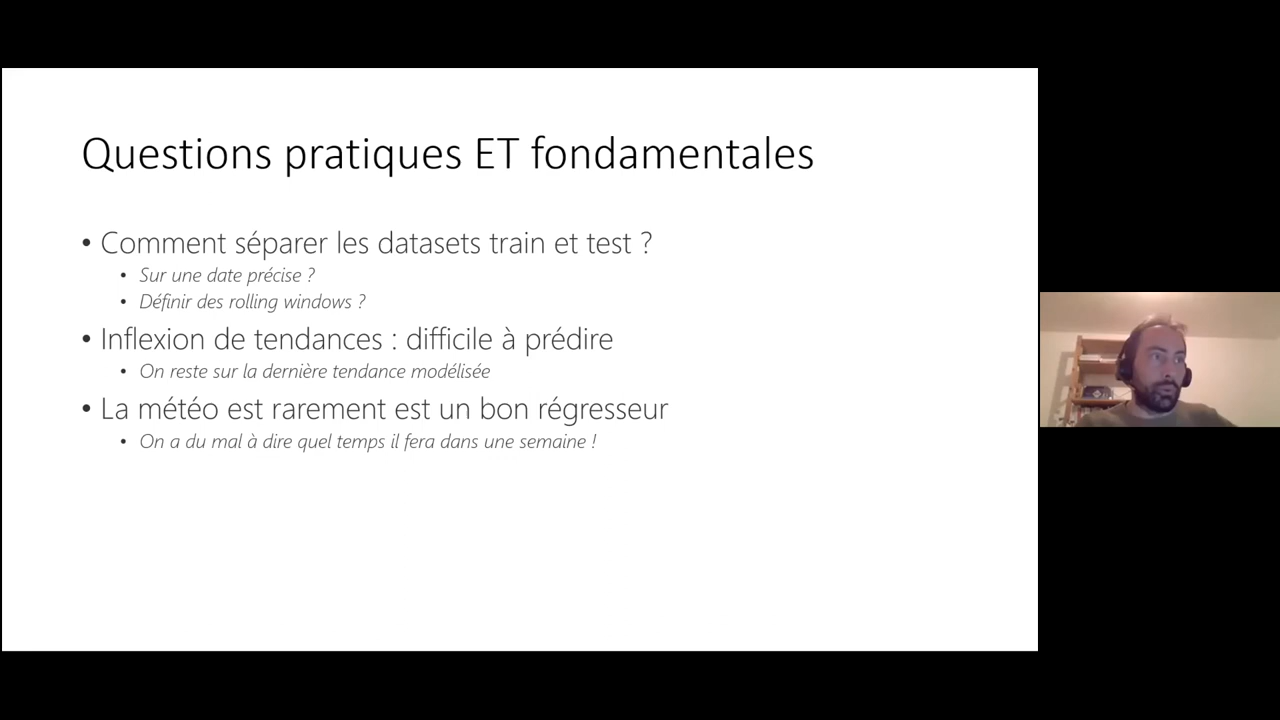 Questions pratiques ET fondamentales
• Comment séparer les datasets train et test ?
• Sur une date précise ?
• Définir des rolling windows ?
• Inflexion de tendances : difficile à prédire
• On reste sur la dernière tendance modélisée
• La météo est rarement est un bon régresseur
• On a du mal à dire quel temps il fera dans une semaine !